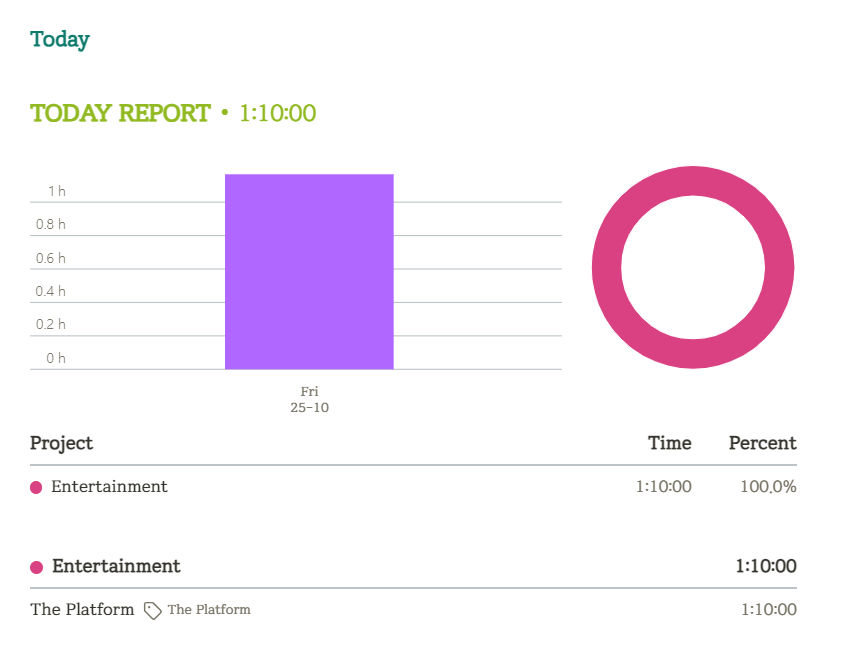 Today
TODAY REPORT • 1:10:00
1 h
0.8 h
0.6 h
0.4 h
0.2 h
0 h
Fri
25-10
Project Time Percent
Entertainment 1:10:00 100.0%
Entertainment 1:10:00
The Platform The Platform 1:10:00